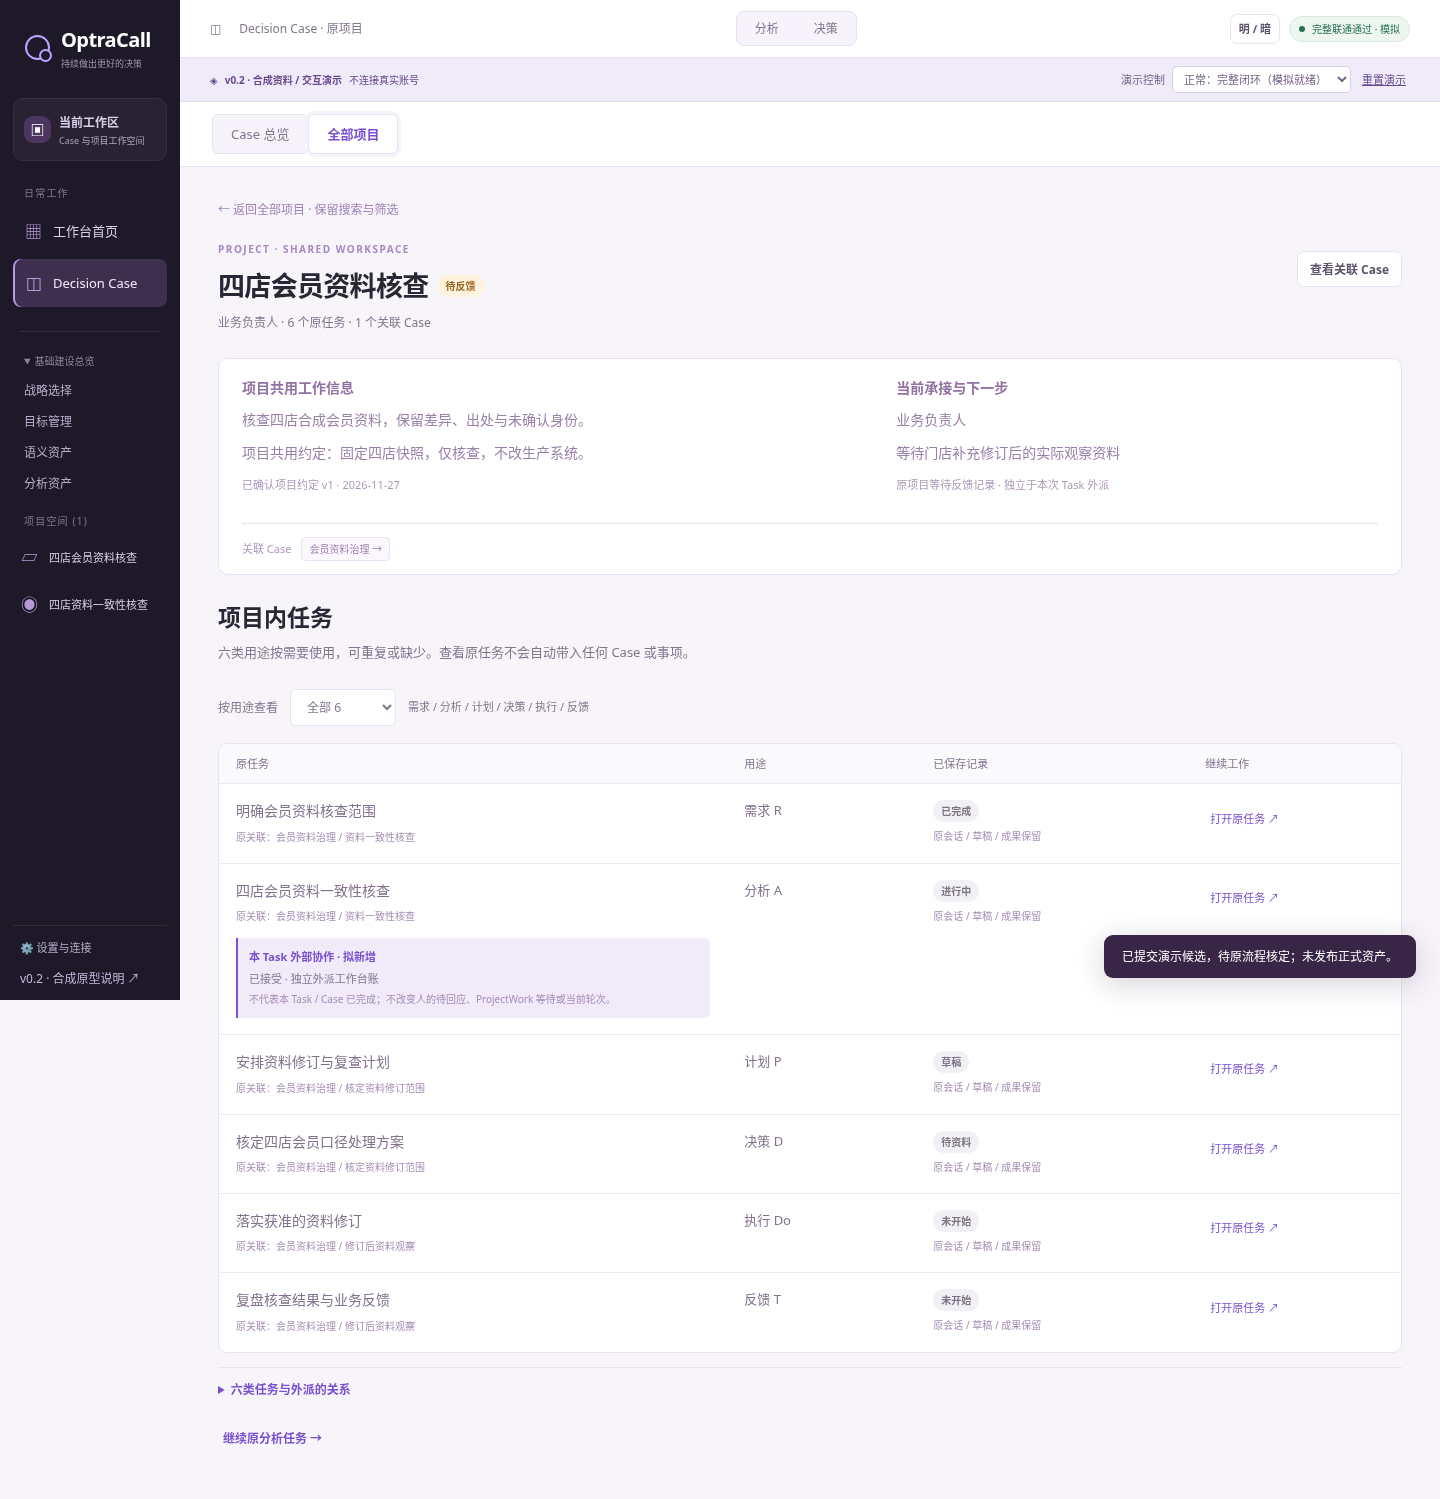 OptraCall
持续做出更好的决策
当前工作区
Case 与项目工作空间
日常工作
工作台首页
Decision Case
▼ 基础建设总览
战略选择
目标管理
语义资产
分析资产
项目空间 (1)
四店会员资料核查
四店资料一致性核查
设置与连接
v0.2 · 合成原型说明 ↗
Decision Case · 原项目
分析
决策
明 / 暗
完整联通通过 · 模拟
v0.2 · 合成资料 / 交互演示 不连接真实账号
演示控制
正常：完整闭环（模拟就绪）
重置演示
Case 总览
全部项目
← 返回全部项目 · 保留搜索与筛选
PROJECT · SHARED WORKSPACE
四店会员资料核查 待反馈
业务负责人 · 6 个原任务 · 1 个关联 Case
查看关联 Case
项目共用工作信息
核查四店合成会员资料，保留差异、出处与未确认身份。
项目共用约定：固定四店快照，仅核查，不改生产系统。
已确认项目约定 v1 · 2026-11-27
当前承接与下一步
业务负责人
等待门店补充修订后的实际观察资料
原项目等待反馈记录 · 独立于本次 Task 外派
关联 Case 会员资料治理 →
项目内任务
六类用途按需要使用，可重复或缺少。查看原任务不会自动带入任何 Case 或事项。
按用途查看 全部 6 需求 / 分析 / 计划 / 决策 / 执行 / 反馈
原任务 用途 已保存记录 继续工作
明确会员资料核查范围 需求 R 已完成 打开原任务 ↗
原关联：会员资料治理 / 资料一致性核查 原会话 / 草稿 / 成果保留
四店会员资料一致性核查 分析 A 进行中 打开原任务 ↗
原关联：会员资料治理 / 资料一致性核查 原会话 / 草稿 / 成果保留
本 Task 外部协作 · 拟新增
已接受 · 独立外派工作台账
不代表本 Task / Case 已完成；不改变人的待回应、ProjectWork 等待或当前轮次。
已提交演示候选，待原流程核定；未发布正式资产。
安排资料修订与复查计划 计划 P 草稿 打开原任务 ↗
原关联：会员资料治理 / 核定资料修订范围 原会话 / 草稿 / 成果保留
核定四店会员口径处理方案 决策 D 待资料 打开原任务 ↗
原关联：会员资料治理 / 核定资料修订范围 原会话 / 草稿 / 成果保留
落实获准的资料修订 执行 Do 未开始 打开原任务 ↗
原关联：会员资料治理 / 修订后资料观察 原会话 / 草稿 / 成果保留
复盘核查结果与业务反馈 反馈 T 未开始 打开原任务 ↗
原关联：会员资料治理 / 修订后资料观察 原会话 / 草稿 / 成果保留
▶ 六类任务与外派的关系
继续原分析任务 →